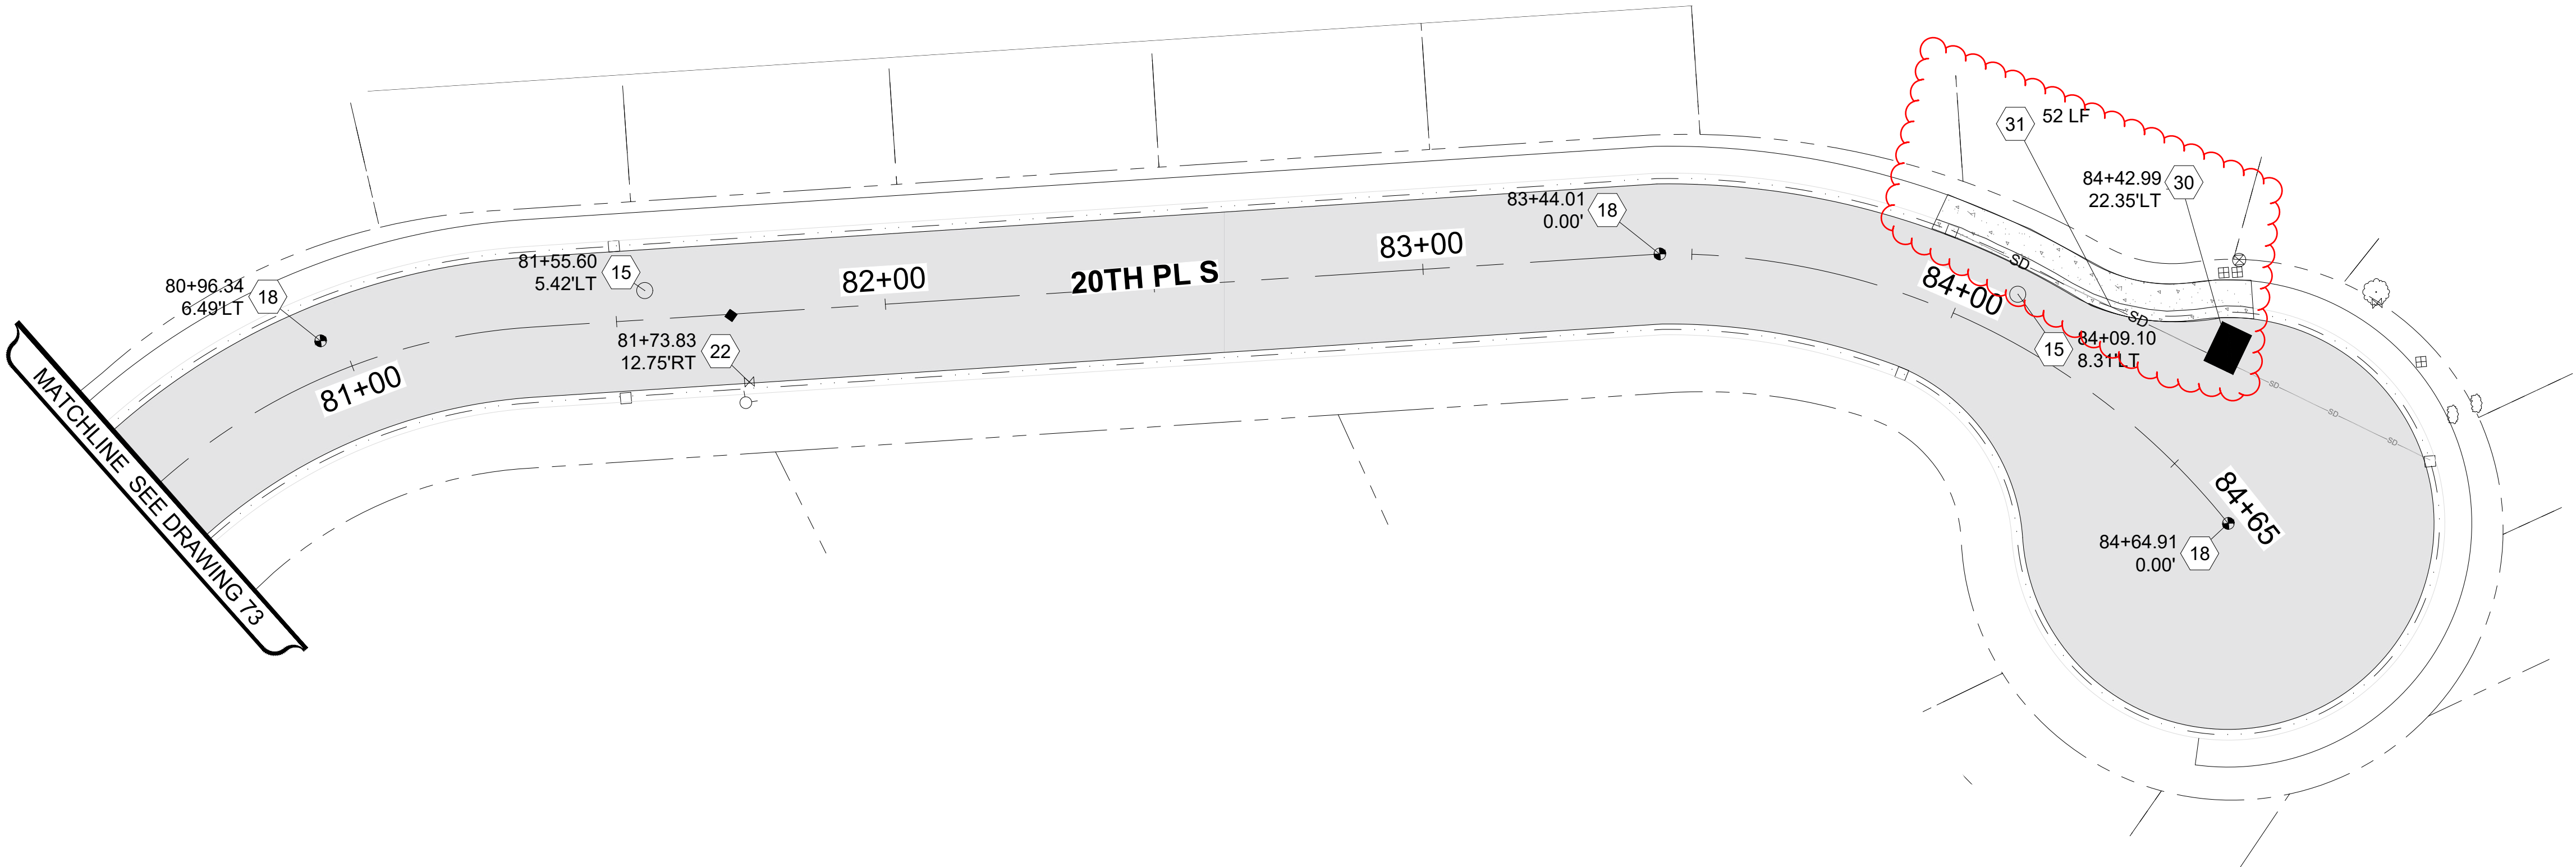 31
52 LF
84+42.99
22.35'LT
30
83+44.01
0.00'
18
80+96.34
6.49'LT
18
81+55.60
5.42'LT
15
82+00
20TH PL S
83+00
SD
84+00
SD
81+73.83
12.75'RT
22
84+09.10
8.31'LT
15
81+00
SD
SD
SD
MATCHLINE SEE DRAWING 73
84+65
84+64.91
0.00'
18